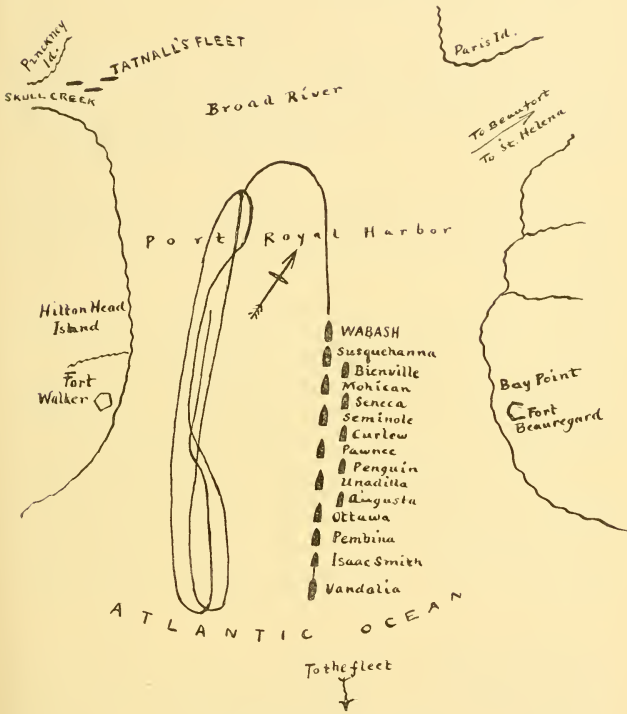 Pinckney
Id.
TATNALL'S FLEET
SKULL CREEK
Broad River
Paris Id.
To Beaufort
To St. Helena
Port Royal Harbor
Hilton Head
Island
Fort
Walker
WABASH
Susquehanna
Bienville
Mohican
Seneca
Seminole
Curlew
Pawnee
Penguin
Unadilla
Augusta
Ottawa
Pembina
Isaac Smith
Vandalia
Bay Point
Fort
Beauregard
ATLANTIC OCEAN
To the fleet